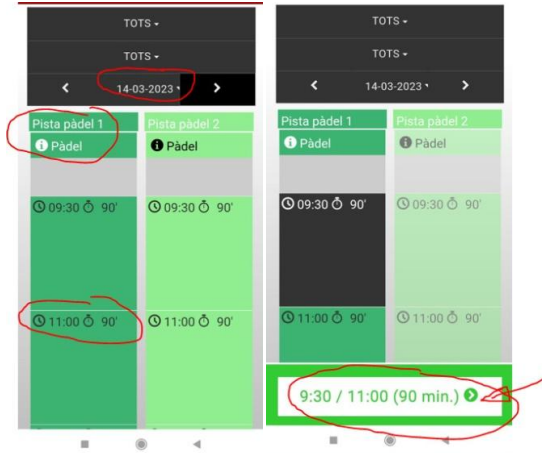 TOTS
TOTS
14-03-2023
Pista pàdel 1
Pista pàdel 2
Pàdel
Pàdel
09:30 90'
09:30 90'
11:00 90'
11:00 90'
TOTS
TOTS
14-03-2023
Pista pàdel 1
Pista pàdel 2
Pàdel
Pàdel
09:30 90'
09:30 90'
11:00 90'
11:00 90'
9:30 / 11:00 (90 min.)